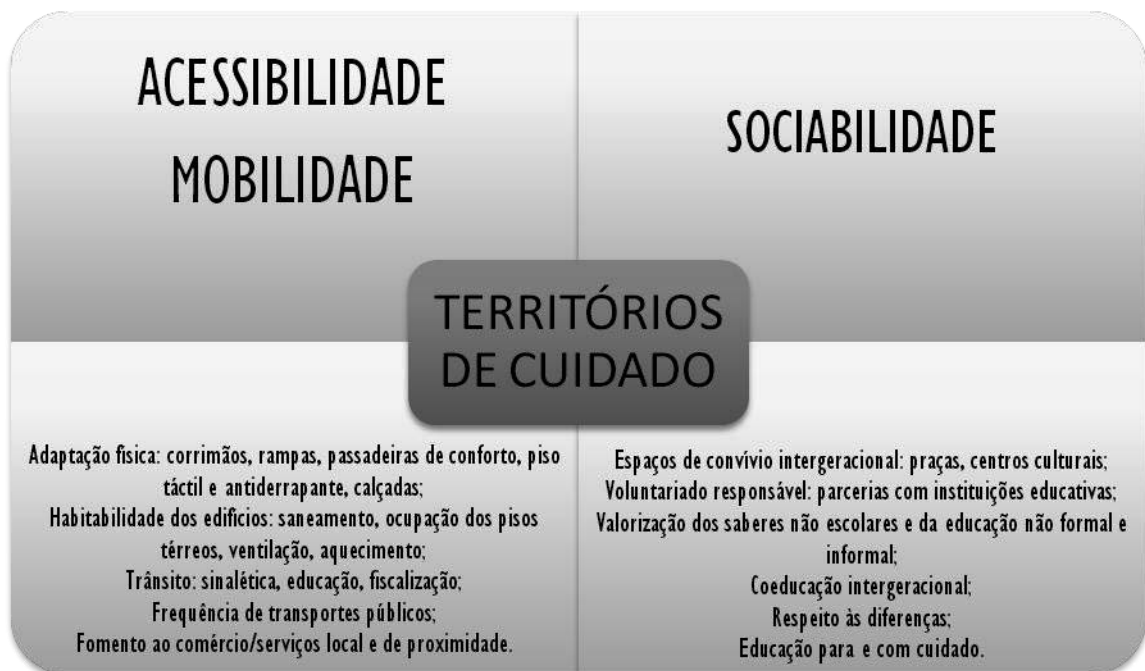 ACESSIBILIDADE
MOBILIDADE
SOCIABILIDADE
TERRITÓRIOS
DE CUIDADO
Adaptação física: corrimãos, rampas, passadeiras de conforto, piso
táctil e antiderrapante, calçadas;
Habitabilidade dos edifícios: saneamento, ocupação dos pisos
térreos, ventilação, aquecimento;
Trânsito: sinalética, educação, fiscalização;
Frequência de transportes públicos;
Fomento ao comércio/serviços local e de proximidade.
Espaços de convívio intergeracional: praças, centros culturais;
Voluntariado responsável: parcerias com instituições educativas;
Valorização dos saberes não escolares e da educação não formal e
informal;
Coeducação intergeracional;
Respeito às diferenças;
Educação para e com cuidado.